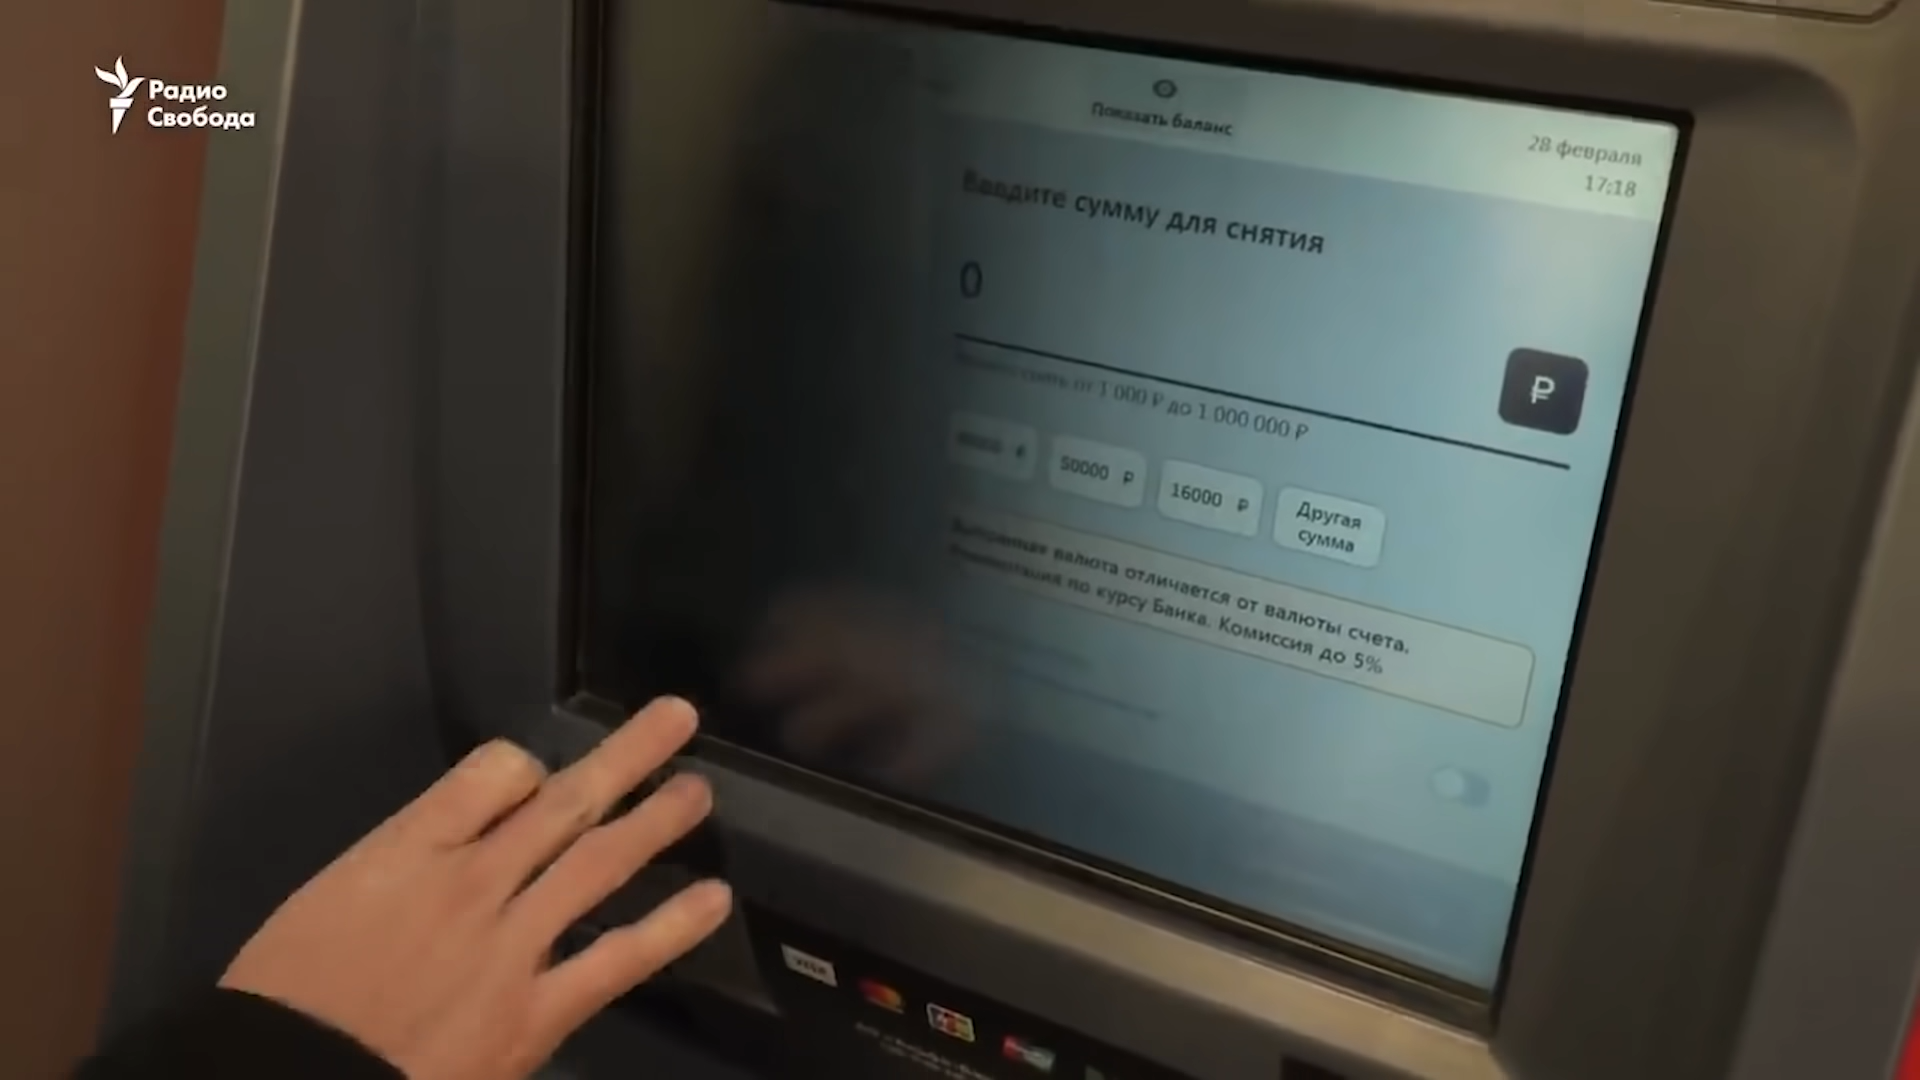 Радио
Свобода
Показать баланс
28 февраля
17:18
Введите сумму для снятия
0
₽
снять от 1 000 ₽ до 1 000 000 ₽
₽
50000 ₽
16000 ₽
Другая
сумма
Выбранная валюта отличается от валюты счета.
Конвертация по курсу Банка. Комиссия до 5%
VISA